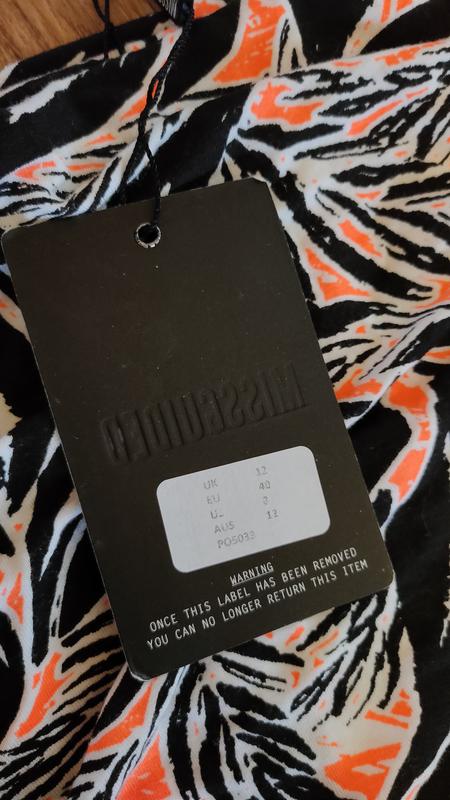 MISSGUIDED
UK 12
EU 40
AUS 12
PO5033
WARNING
ONCE THIS LABEL HAS BEEN REMOVED
YOU CAN NO LONGER RETURN THIS ITEM